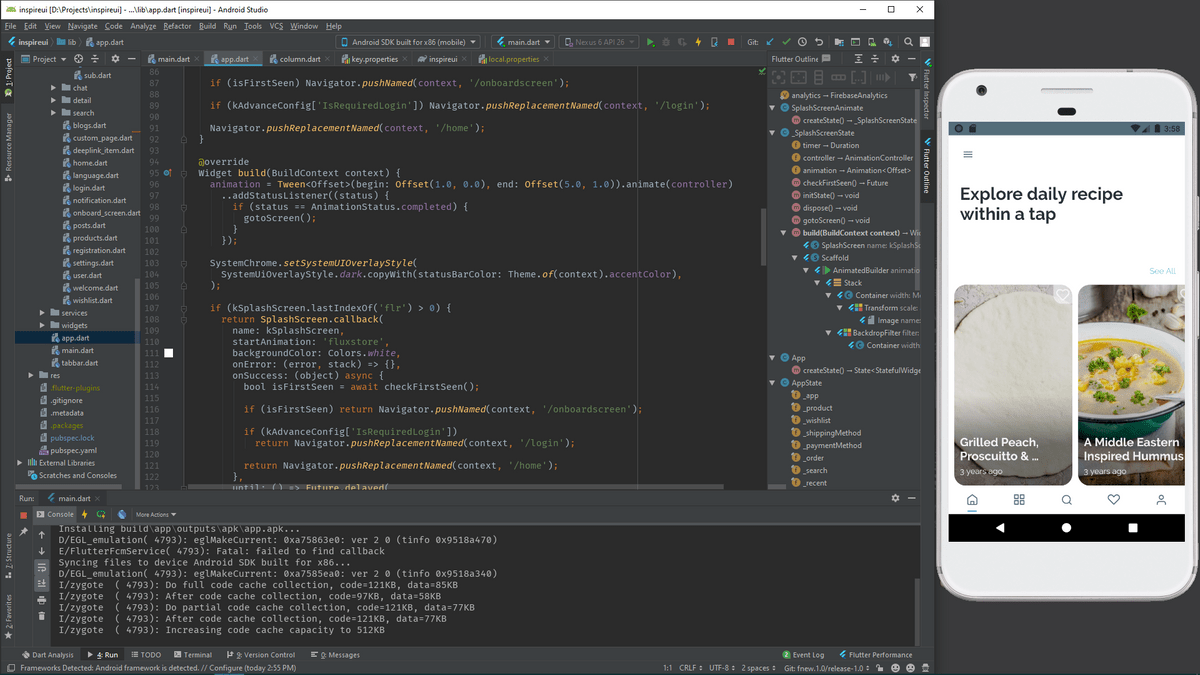 inspireui [D:\Projects\inspireui] - ...\lib\app.dart [inspireui] - Android Studio
File Edit View Navigate Code Analyze Refactor Build Run Tools VCS Window Help
inspireui lib app.dart
Android SDK built for x86 (mobile)
main.dart
Nexus 6 API 26
Git:
Project
main.dart
app.dart
column.dart
key.properties
inspireui
local.properties
Flutter Outline
1: Project
Resource Manager
2: Structure
2: Favorites
sub.dart
chat
detail
search
blogs.dart
custom_page.dart
deeplink_item.dart
home.dart
language.dart
login.dart
notification.dart
onboard_screen.dart
posts.dart
products.dart
registration.dart
settings.dart
user.dart
welcome.dart
wishlist.dart
services
widgets
app.dart
main.dart
tabbar.dart
res
.flutter-plugins
.gitignore
.metadata
.packages
pubspec.lock
pubspec.yaml
External Libraries
Scratches and Consoles
86
87 if (isFirstSeen) Navigator.pushNamed(context, '/onboardscreen');
88
89 if (kAdvanceConfig['IsRequiredLogin']) Navigator.pushReplacementNamed(context, '/login');
90
91 Navigator.pushReplacementNamed(context, '/home');
92 }
93
94 @override
95 Widget build(BuildContext context) {
96 animation = Tween<Offset>(begin: Offset(1.0, 0.0), end: Offset(5.0, 1.0)).animate(controller)
97 ..addStatusListener((status) {
98 if (status == AnimationStatus.completed) {
99 gotoScreen();
100 }
101 });
102
103 SystemChrome.setSystemUIOverlayStyle(
104 SystemUiOverlayStyle.dark.copyWith(statusBarColor: Theme.of(context).accentColor),
105 );
106
107 if (kSplashScreen.lastIndexOf('flr') > 0) {
108 return SplashScreen.callback(
109 name: kSplashScreen,
110 startAnimation: 'fluxstore',
111 backgroundColor: Colors.white,
112 onError: (error, stack) => {},
113 onSuccess: (object) async {
114 bool isFirstSeen = await checkFirstSeen();
115
116 if (isFirstSeen) return Navigator.pushNamed(context, '/onboardscreen');
117
118 if (kAdvanceConfig['IsRequiredLogin'])
119 return Navigator.pushReplacementNamed(context, '/login');
120
121 return Navigator.pushReplacementNamed(context, '/home');
122 },
123 until: () => Future.delayed(
analytics → FirebaseAnalytics
SplashScreenAnimate
createState() → _SplashScreenState
_SplashScreenState
timer → Duration
controller → AnimationController
animation → Animation<Offset>
checkFirstSeen() → Future
initState() → void
dispose() → void
gotoScreen() → void
build(BuildContext context) → Wi
SplashScreen name: kSplashSc
Scaffold
AnimatedBuilder animatio
Stack
Container width: M
Transform scale:
Image name:
BackdropFilter filter:
Container width
App
createState() → State<StatefulWidge
AppState
_app
_product
_wishlist
_shippingMethod
_paymentMethod
_order
_search
_recent
Flutter Inspector
Flutter Outline
Run: main.dart
Console
More Actions
Installing build\app\outputs\apk\app.apk...
D/EGL_emulation( 4793): eglMakeCurrent: 0xa75863e0: ver 2 0 (tinfo 0x9518a470)
E/FlutterFcmService( 4793): Fatal: failed to find callback
Syncing files to device Android SDK built for x86...
D/EGL_emulation( 4793): eglMakeCurrent: 0xa7585ea0: ver 2 0 (tinfo 0x9518a340)
I/zygote ( 4793): Do full code cache collection, code=121KB, data=85KB
I/zygote ( 4793): After code cache collection, code=97KB, data=58KB
I/zygote ( 4793): Do partial code cache collection, code=121KB, data=77KB
I/zygote ( 4793): After code cache collection, code=121KB, data=77KB
I/zygote ( 4793): Increasing code cache capacity to 512KB
Dart Analysis 4: Run TODO Terminal 9: Version Control 0: Messages 2 Event Log Flutter Performance
Frameworks Detected: Android framework is detected. // Configure (today 2:55 PM) 1:1 CRLF UTF-8 2 spaces Git: fnew.1.0/release-1.0
3:58
Explore daily recipe
within a tap
See All
Grilled Peach,
Proscuitto & ...
3 years ago
A Middle Eastern
Inspired Hummus
3 years ago